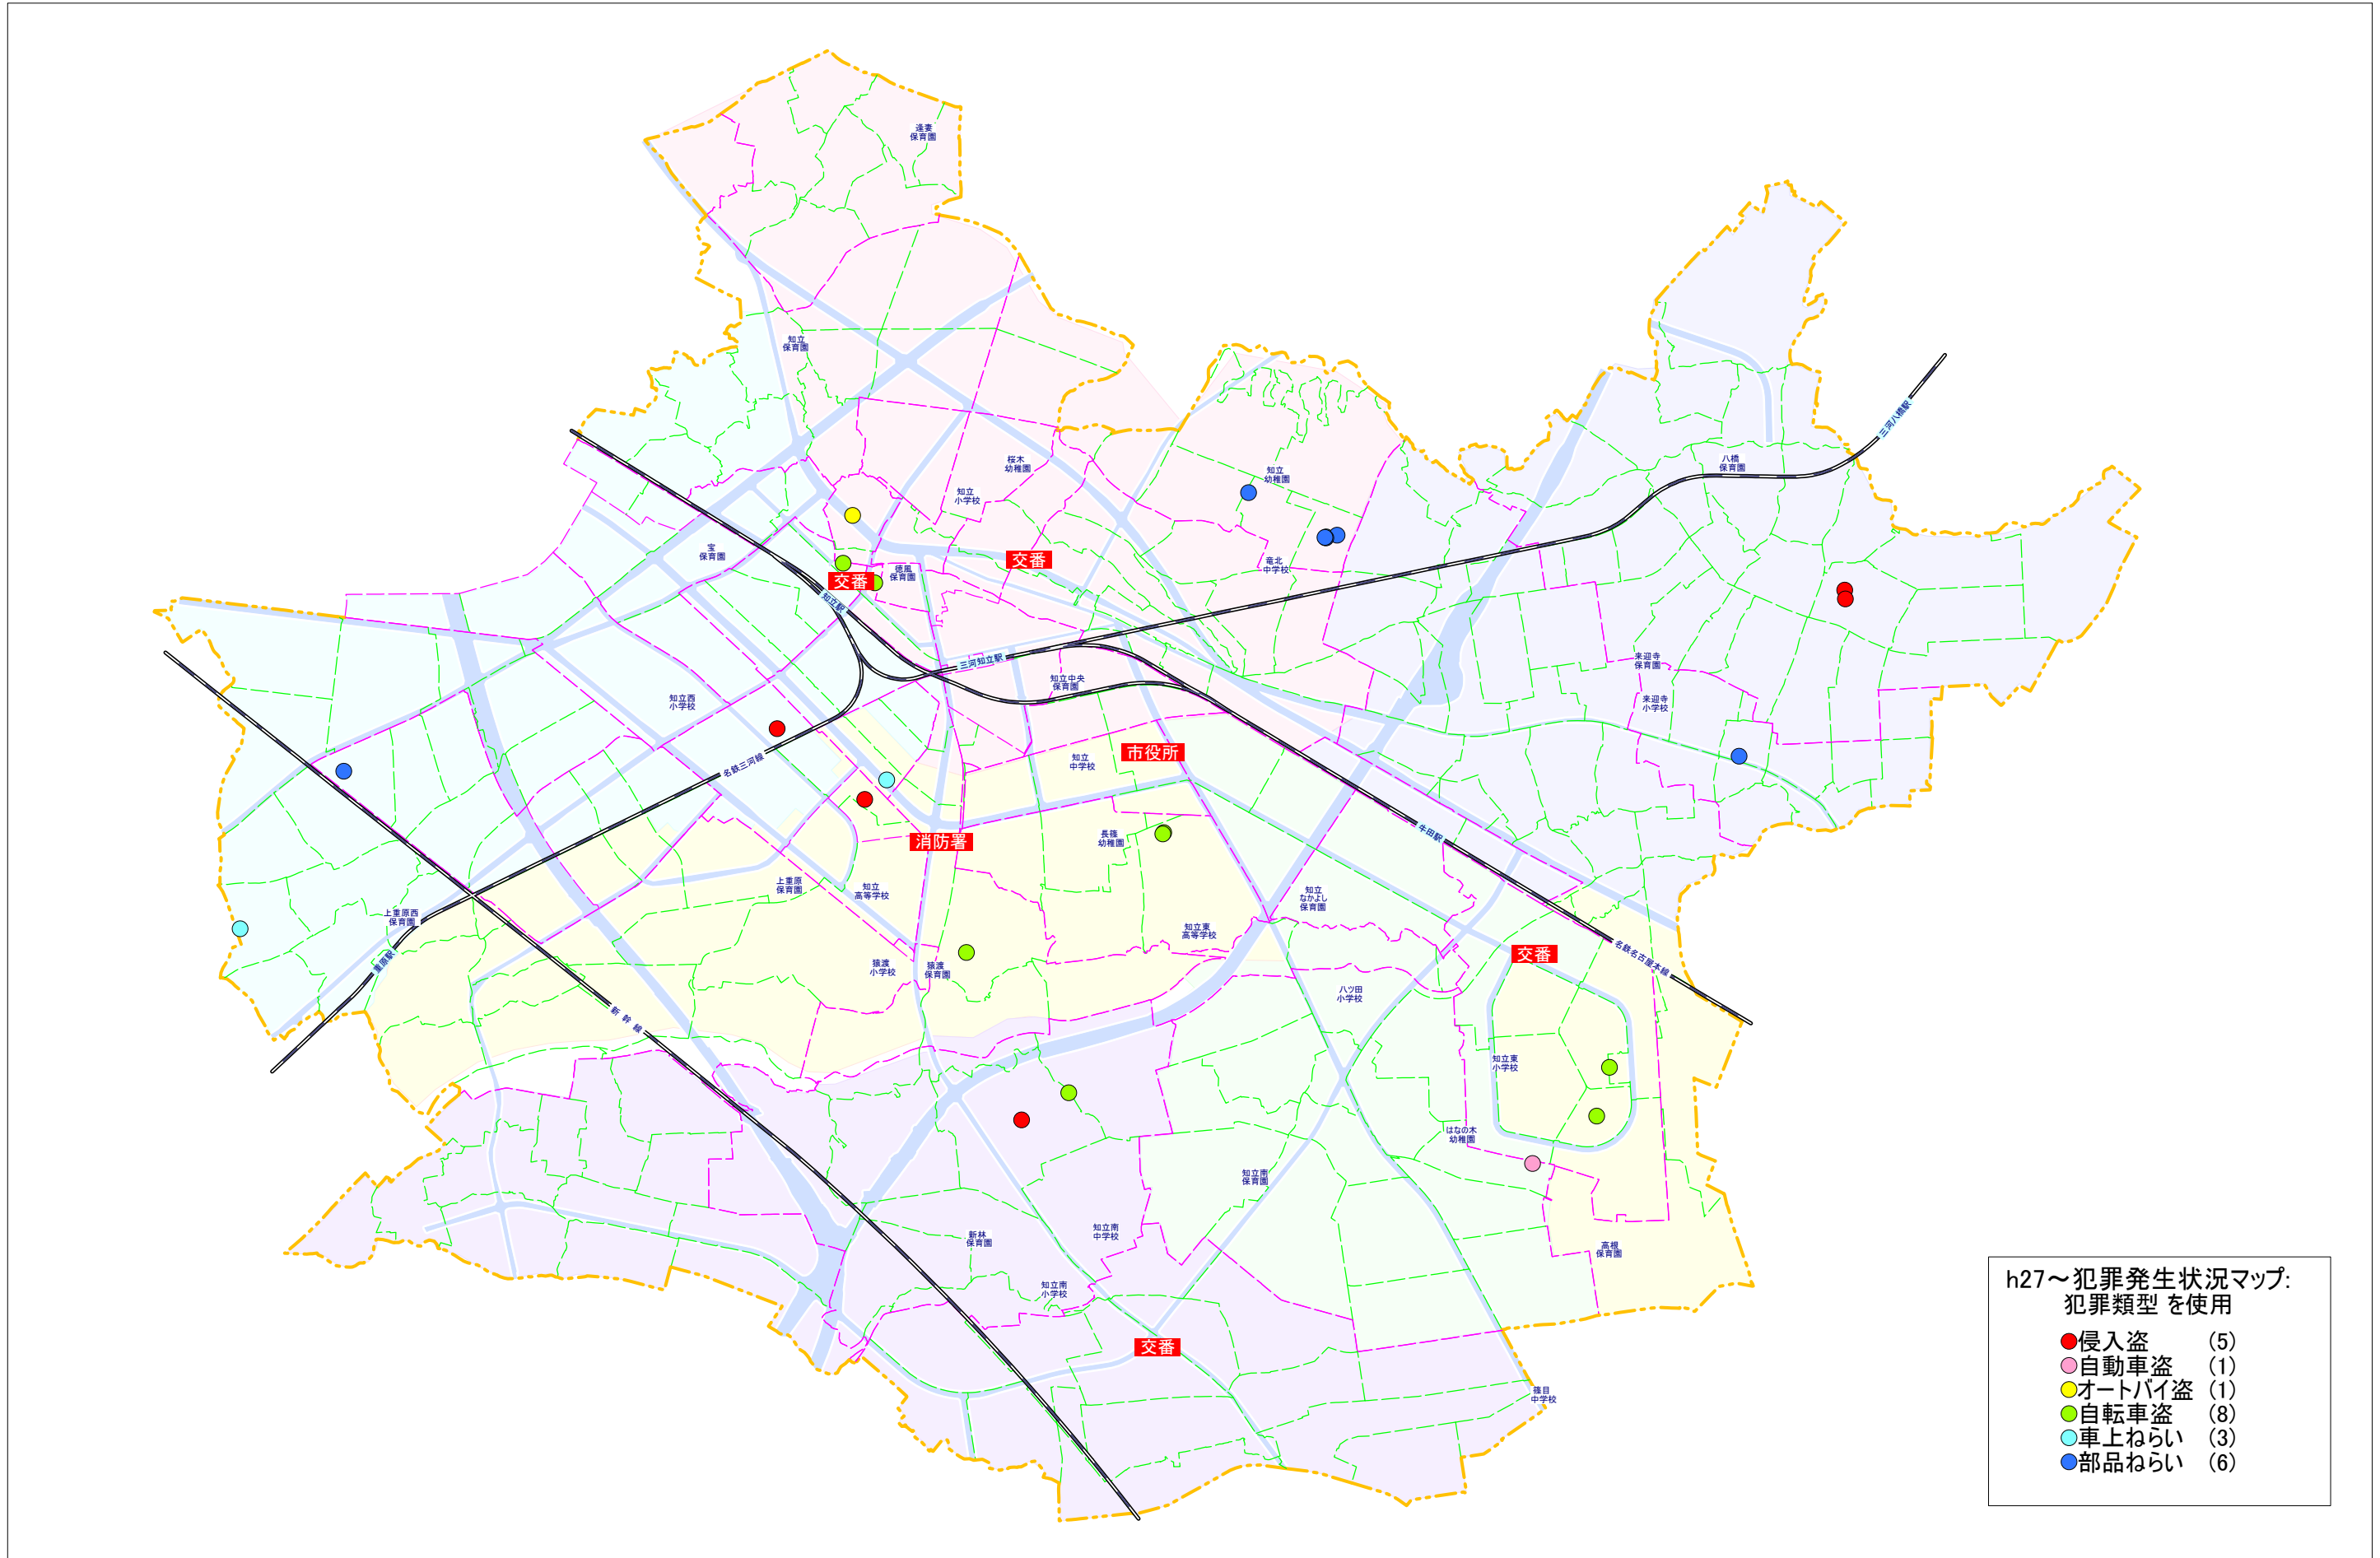 逢妻
保育園
知立
保育園
八橋
保育園
三河八橋駅
桜木
幼稚園
知立
小学校
知立
幼稚園
宝
保育園
交番
竜北
中学校
徳風
保育園
交番
知立駅
三河知立駅
来迎寺
保育園
知立中央
保育園
知立西
小学校
来迎寺
小学校
市役所
知立
中学校
名鉄三河線
牛田駅
長篠
幼稚園
消防署
上重原
保育園
知立
高等学校
知立
なかよし
保育園
上重原西
保育園
知立東
高等学校
交番
名鉄名古屋本線
重原駅
猿渡
小学校
猿渡
保育園
八ツ田
小学校
新幹線
知立東
小学校
はなの木
幼稚園
知立南
保育園
知立南
中学校
新林
保育園
高根
保育園
知立南
小学校
交番
篠目
中学校
h27～犯罪発生状況マップ:
犯罪類型 を使用
侵入盗 (5)
自動車盗 (1)
オートバイ盗 (1)
自転車盗 (8)
車上ねらい (3)
部品ねらい (6)